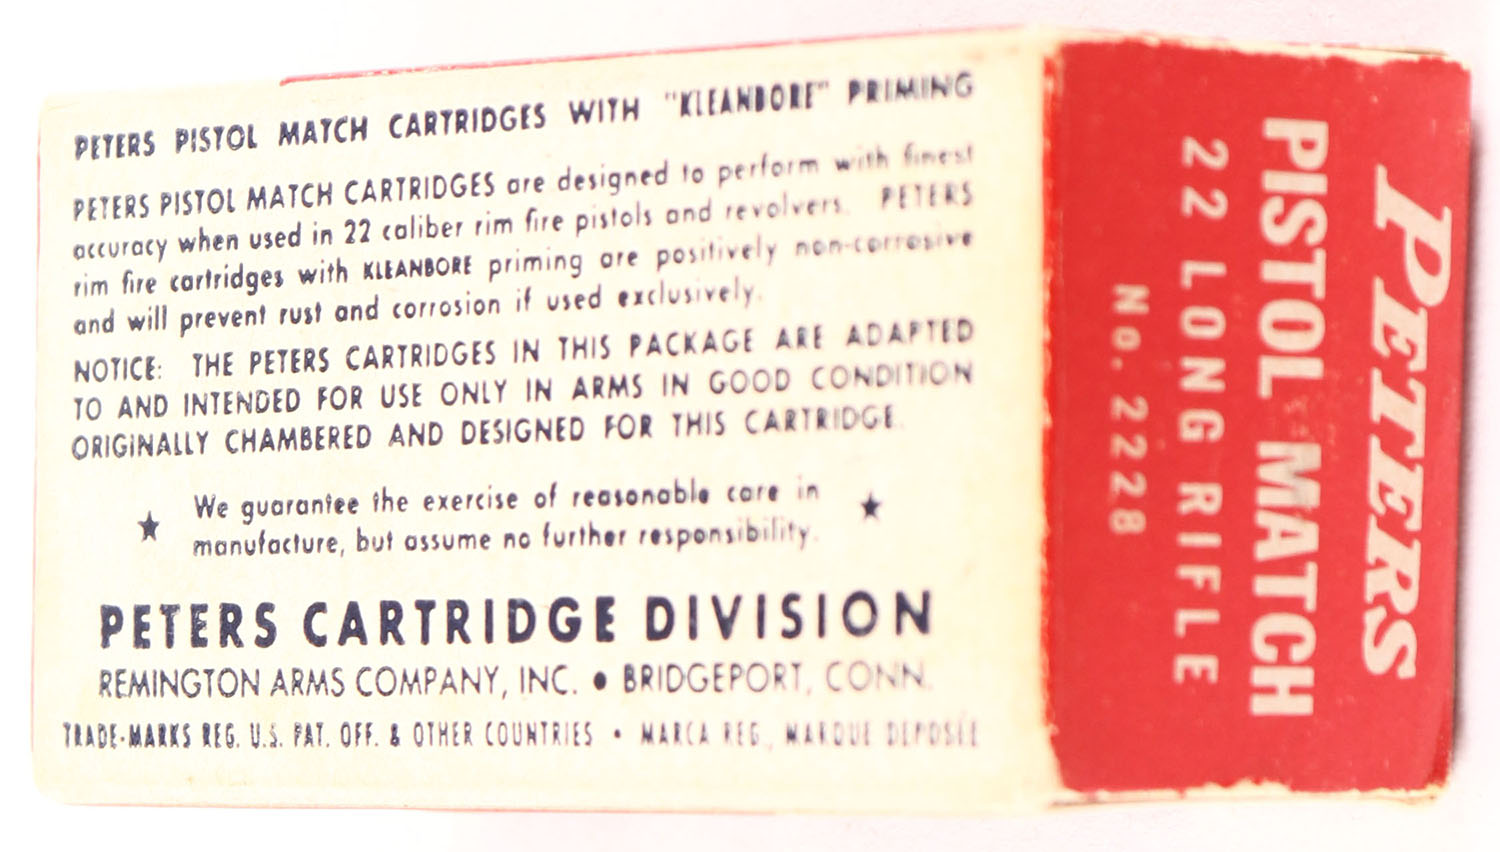 PETERS PISTOL MATCH CARTRIDGES WITH "KLEANBORE" PRIMING
PETERS PISTOL MATCH CARTRIDGES are designed to perform with finest
accuracy when used in 22 caliber rim fire pistols and revolvers. PETERS
rim fire cartridges with KLEANBORE priming are positively non-corrosive
and will prevent rust and corrosion if used exclusively.
NOTICE: THE PETERS CARTRIDGES IN THIS PACKAGE ARE ADAPTED
TO AND INTENDED FOR USE ONLY IN ARMS IN GOOD CONDITION
ORIGINALLY CHAMBERED AND DESIGNED FOR THIS CARTRIDGE.
★ We guarantee the exercise of reasonable care in ★
manufacture, but assume no further responsibility.
PETERS CARTRIDGE DIVISION
REMINGTON ARMS COMPANY, INC. • BRIDGEPORT, CONN.
TRADE-MARKS REG. U.S. PAT. OFF. & OTHER COUNTRIES • MARCA REG., MARQUE DEPOSÉE
PETERS
PISTOL MATCH
22 LONG RIFLE
No. 2228